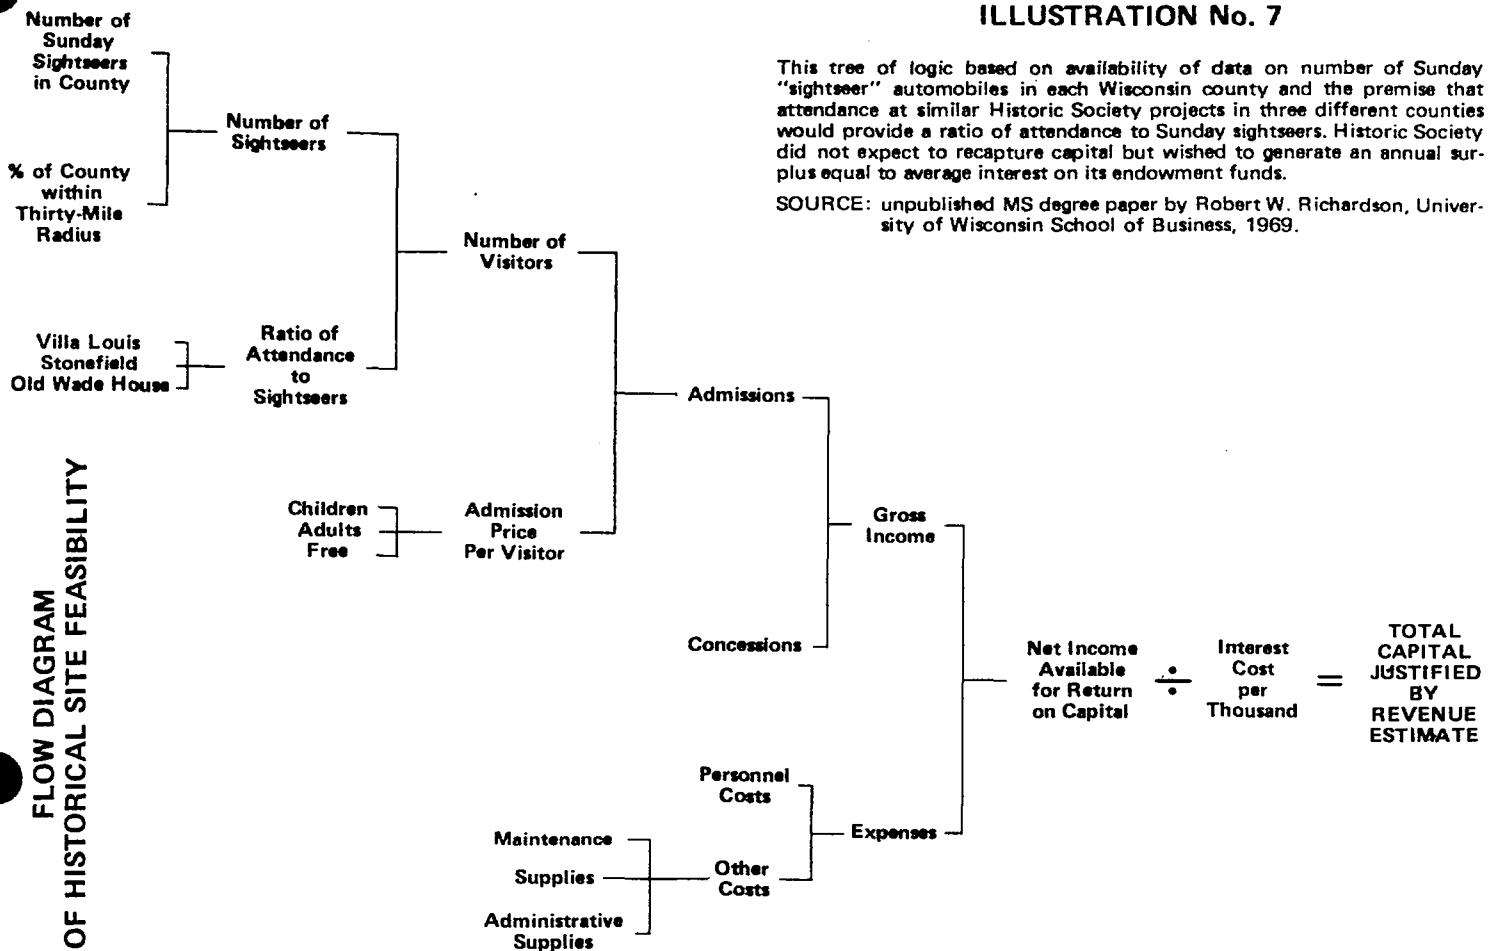 ILLUSTRATION No. 7
This tree of logic based on availability of data on number of Sunday
"sightseer" automobiles in each Wisconsin county and the premise that
attendance at similar Historic Society projects in three different counties
would provide a ratio of attendance to Sunday sightseers. Historic Society
did not expect to recapture capital but wished to generate an annual sur-
plus equal to average interest on its endowment funds.
SOURCE: unpublished MS degree paper by Robert W. Richardson, Univer-
sity of Wisconsin School of Business, 1969.
FLOW DIAGRAM
OF HISTORICAL SITE FEASIBILITY
Number of
Sunday
Sightseers
in County
% of County
within
Thirty-Mile
Radius
Number of
Sightseers
Villa Louis
Stonefield
Old Wade House
Ratio of
Attendance
to
Sightseers
Number of
Visitors
Children
Adults
Free
Admission
Price
Per Visitor
Admissions
Concessions
Gross
Income
Personnel
Costs
Maintenance
Supplies
Administrative
Supplies
Other
Costs
Expenses
Net Income
Available
for Return
on Capital
÷
Interest
Cost
per
Thousand
=
TOTAL
CAPITAL
JUSTIFIED
BY
REVENUE
ESTIMATE